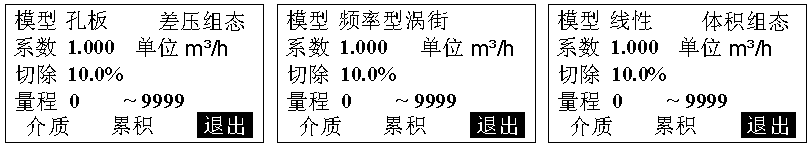 模型 孔板 差压组态
系数 1.000 单位 m³/h
切除 10.0%
量程 0 ~ 9999
介质 累积 退出
模型 频率型涡街
系数 1.000 单位 m³/h
切除 10.0%
量程 0 ~ 9999
介质 累积 退出
模型 线性 体积组态
系数 1.000 单位 m³/h
切除 10.0%
量程 0 ~ 9999
介质 累积 退出